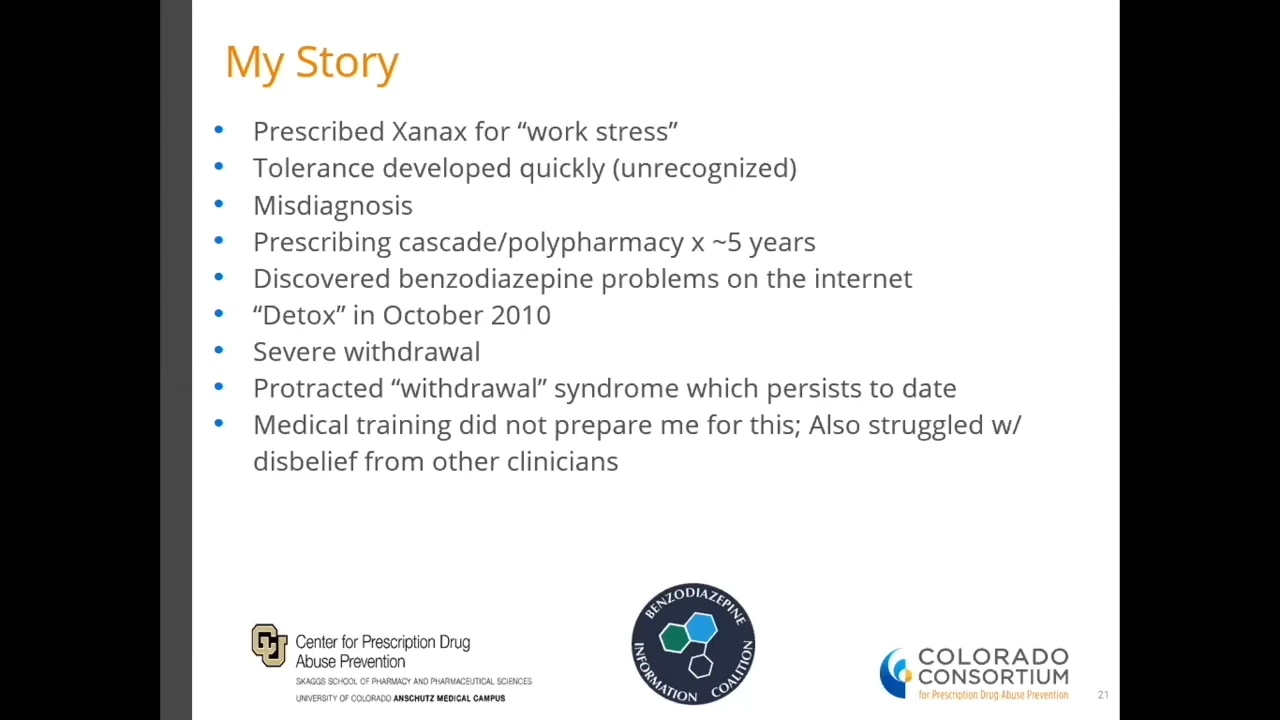 My Story
• Prescribed Xanax for “work stress”
• Tolerance developed quickly (unrecognized)
• Misdiagnosis
• Prescribing cascade/polypharmacy x ~5 years
• Discovered benzodiazepine problems on the internet
• “Detox” in October 2010
• Severe withdrawal
• Protracted “withdrawal” syndrome which persists to date
• Medical training did not prepare me for this; Also struggled w/
disbelief from other clinicians
CU
Center for Prescription Drug
Abuse Prevention
SKAGGS SCHOOL OF PHARMACY AND PHARMACEUTICAL SCIENCES
UNIVERSITY OF COLORADO ANSCHUTZ MEDICAL CAMPUS
BENZODIAZEPINE
INFORMATION COALITION
COLORADO
CONSORTIUM
for Prescription Drug Abuse Prevention
21